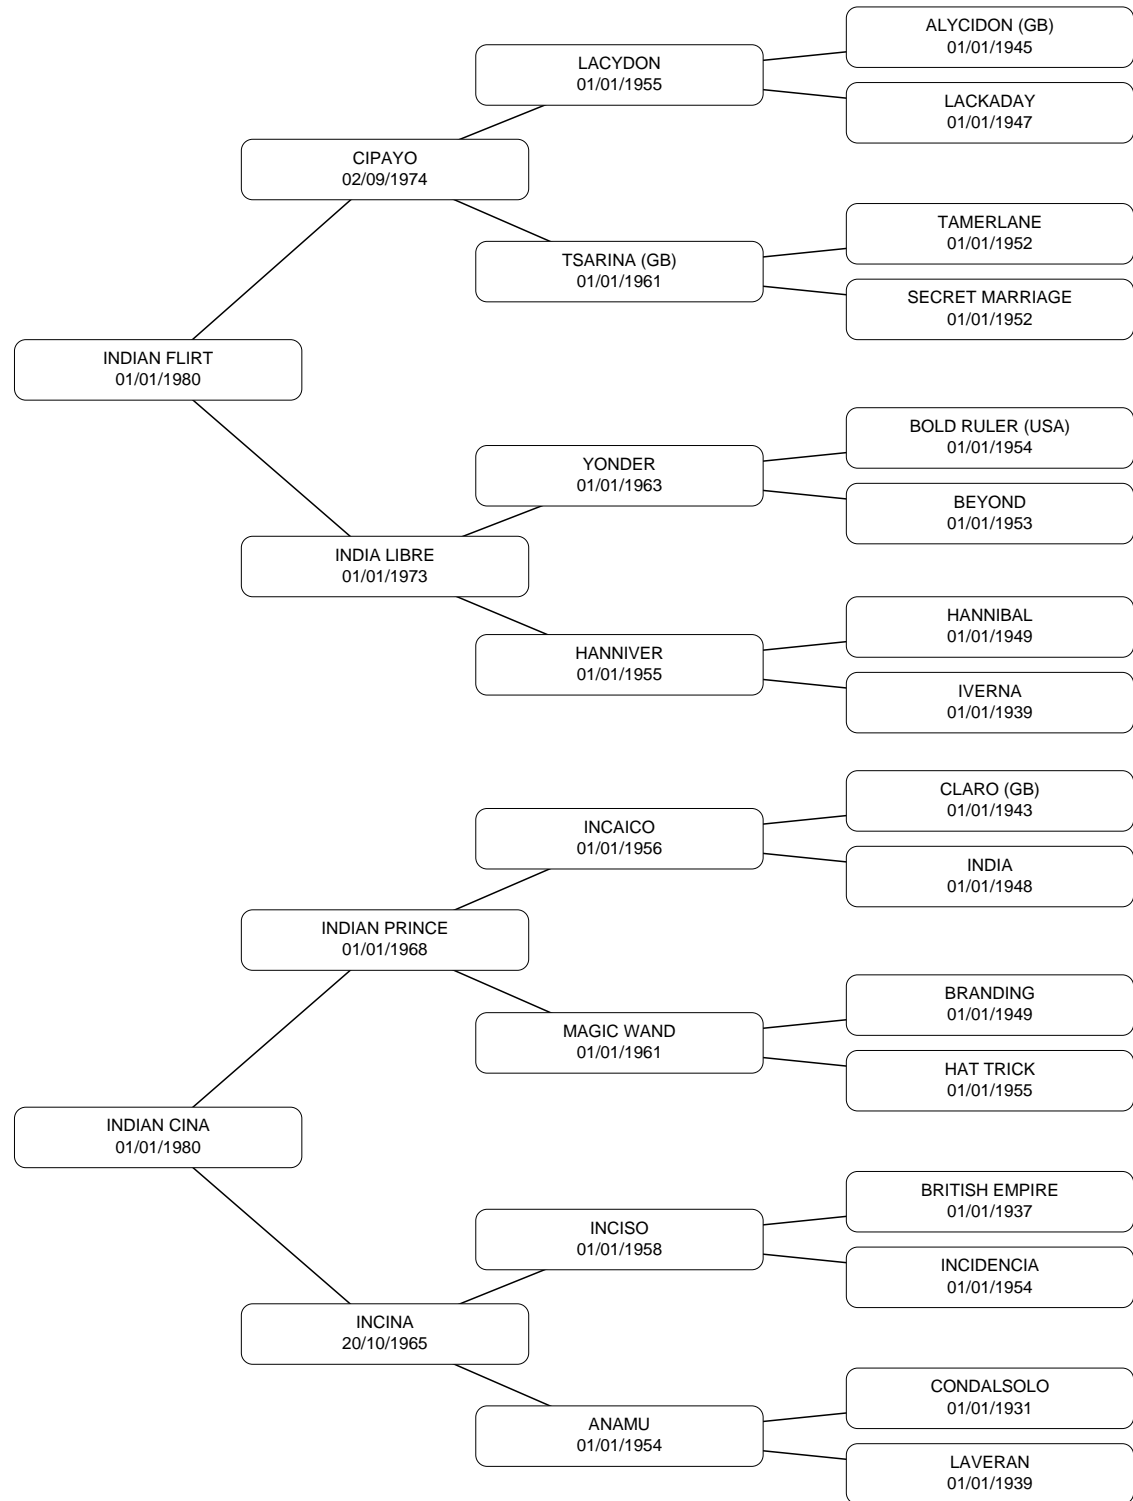 ALYCIDON (GB)
01/01/1945
LACYDON
01/01/1955
LACKADAY
01/01/1947
CIPAYO
02/09/1974
TAMERLANE
01/01/1952
TSARINA (GB)
01/01/1961
SECRET MARRIAGE
01/01/1952
INDIAN FLIRT
01/01/1980
BOLD RULER (USA)
01/01/1954
YONDER
01/01/1963
BEYOND
01/01/1953
INDIA LIBRE
01/01/1973
HANNIBAL
01/01/1949
HANNIVER
01/01/1955
IVERNA
01/01/1939
CLARO (GB)
01/01/1943
INCAICO
01/01/1956
INDIA
01/01/1948
INDIAN PRINCE
01/01/1968
BRANDING
01/01/1949
MAGIC WAND
01/01/1961
HAT TRICK
01/01/1955
INDIAN CINA
01/01/1980
BRITISH EMPIRE
01/01/1937
INCISO
01/01/1958
INCIDENCIA
01/01/1954
INCINA
20/10/1965
CONDALSOLO
01/01/1931
ANAMU
01/01/1954
LAVERAN
01/01/1939